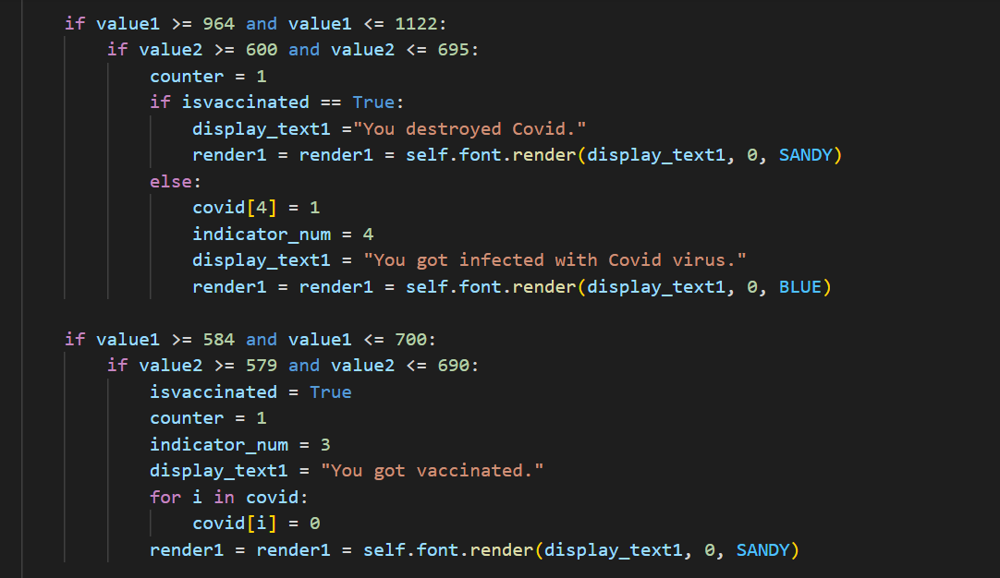 if value1 >= 964 and value1 <= 1122:
    if value2 >= 600 and value2 <= 695:
        counter = 1
        if isvaccinated == True:
            display_text1 ="You destroyed Covid."
            render1 = render1 = self.font.render(display_text1, 0, SANDY)
        else:
            covid[4] = 1
            indicator_num = 4
            display_text1 = "You got infected with Covid virus."
            render1 = render1 = self.font.render(display_text1, 0, BLUE)

if value1 >= 584 and value1 <= 700:
    if value2 >= 579 and value2 <= 690:
        isvaccinated = True
        counter = 1
        indicator_num = 3
        display_text1 = "You got vaccinated."
        for i in covid:
            covid[i] = 0
        render1 = render1 = self.font.render(display_text1, 0, SANDY)